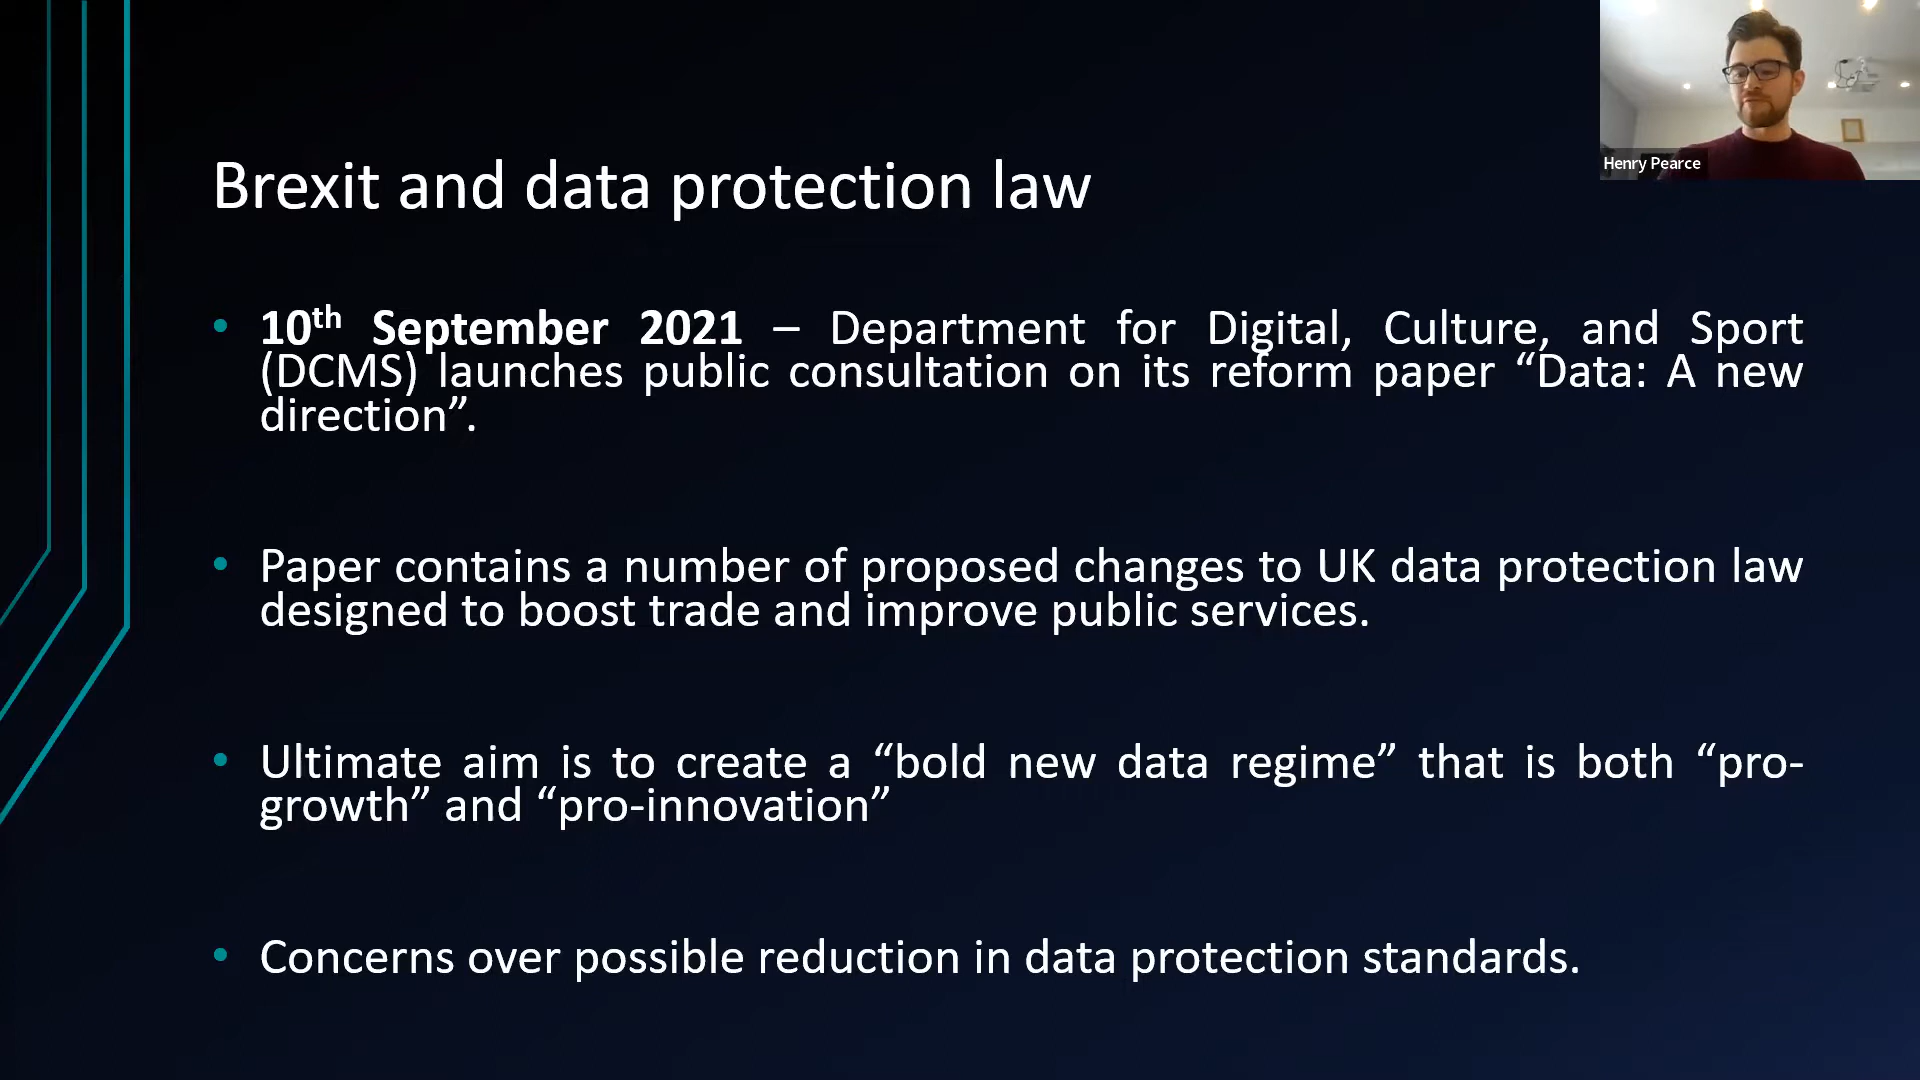 Henry Pearce
Brexit and data protection law
• 10th September 2021 – Department for Digital, Culture, and Sport
(DCMS) launches public consultation on its reform paper “Data: A new
direction”.
• Paper contains a number of proposed changes to UK data protection law
designed to boost trade and improve public services.
• Ultimate aim is to create a “bold new data regime” that is both “pro-
growth” and “pro-innovation”
• Concerns over possible reduction in data protection standards.